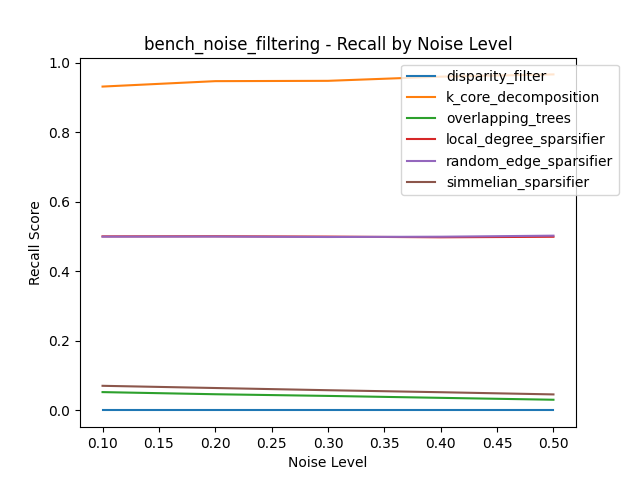 bench_noise_filtering - Recall by Noise Level
1.0
0.8
0.6
0.4
0.2
0.0
Recall Score
disparity_filter
k_core_decomposition
overlapping_trees
local_degree_sparsifier
random_edge_sparsifier
simmelian_sparsifier
0.10 0.15 0.20 0.25 0.30 0.35 0.40 0.45 0.50
Noise Level